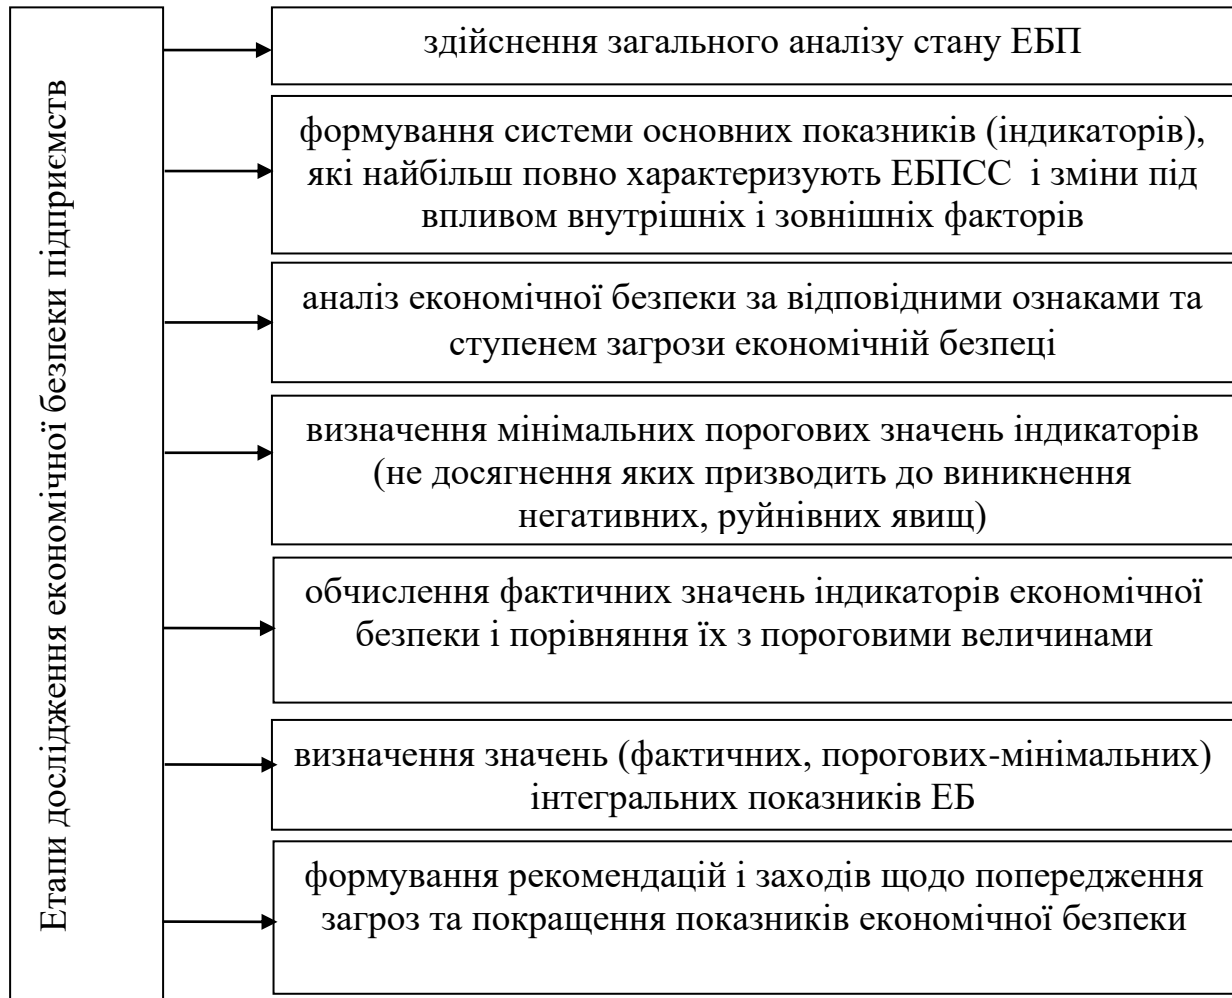 Етапи дослідження економічної безпеки підприємств
здійснення загального аналізу стану ЕБП
формування системи основних показників (індикаторів),
які найбільш повно характеризують ЕБПСС і зміни під
впливом внутрішніх і зовнішніх факторів
аналіз економічної безпеки за відповідними ознаками та
ступенем загрози економічній безпеці
визначення мінімальних порогових значень індикаторів
(не досягнення яких призводить до виникнення
негативних, руйнівних явищ)
обчислення фактичних значень індикаторів економічної
безпеки і порівняння їх з пороговими величинами
визначення значень (фактичних, порогових-мінімальних)
інтегральних показників ЕБ
формування рекомендацій і заходів щодо попередження
загроз та покращення показників економічної безпеки